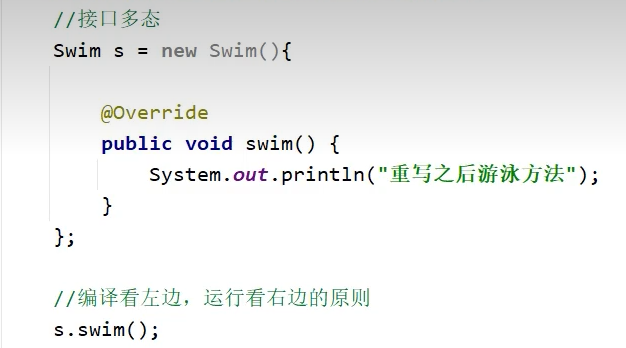 //接口多态
Swim s = new Swim(){
@Override
public void swim() {
System.out.println("重写之后游泳方法");
}
};
//编译看左边，运行看右边的原则
s.swim();